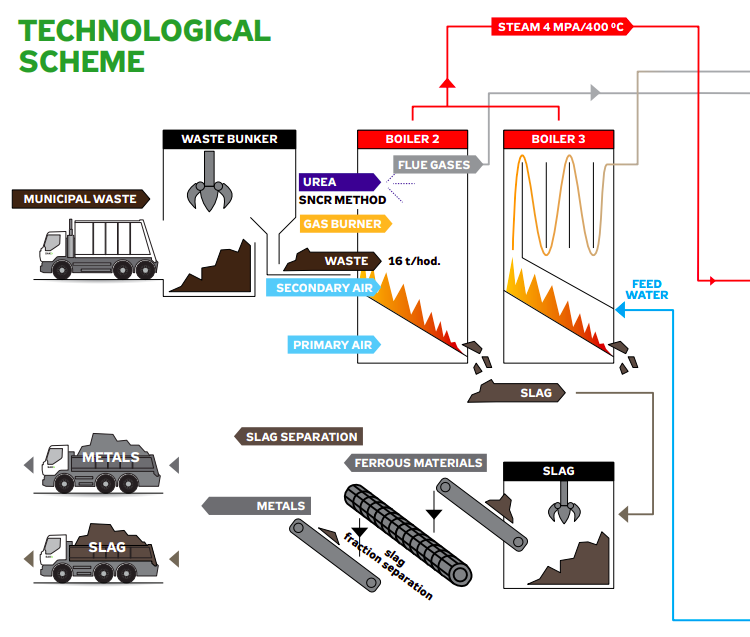 TECHNOLOGICAL
SCHEME
STEAM 4 MPA/400 ºC
WASTE BUNKER
BOILER 2
BOILER 3
FLUE GASES
UREA
SNCR METHOD
MUNICIPAL WASTE
GAS BURNER
WASTE
16 t/hod.
SECONDARY AIR
FEED
WATER
PRIMARY AIR
SLAG
SLAG SEPARATION
METALS
FERROUS MATERIALS
SLAG
METALS
SLAG
slag
fraction separation